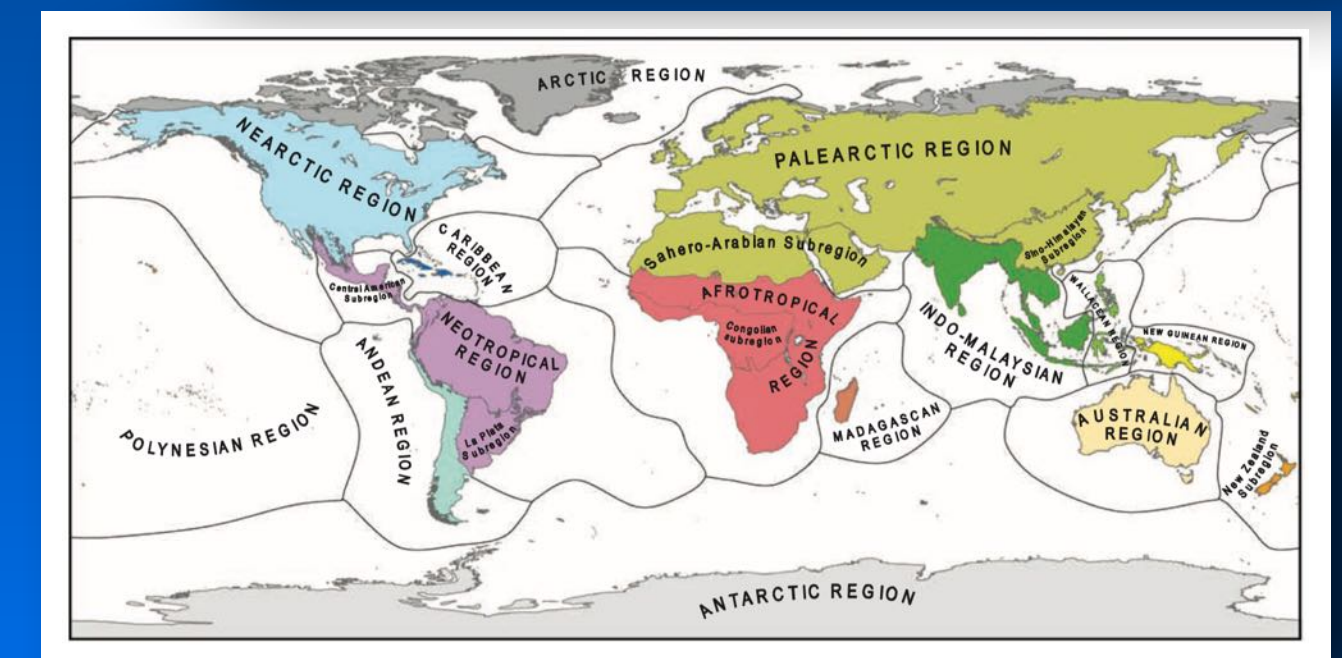 ARCTIC REGION
NEARCTIC REGION
PALEARCTIC REGION
CARIBBEAN
REGION
Sahero-Arabian Subregion
Sino-Himalayan
Subregion
Central American
Subregion
AFROTROPICAL
REGION
Congolian
subregion
WALLACEAN REGION
NEOTROPICAL
REGION
INDO-MALAYSIAN
REGION
NEW GUINEAN REGION
ANDEAN REGION
POLYNESIAN REGION
La Plata
Subregion
MADAGASCAN
REGION
AUSTRALIAN
REGION
New Zealand
Subregion
ANTARCTIC REGION